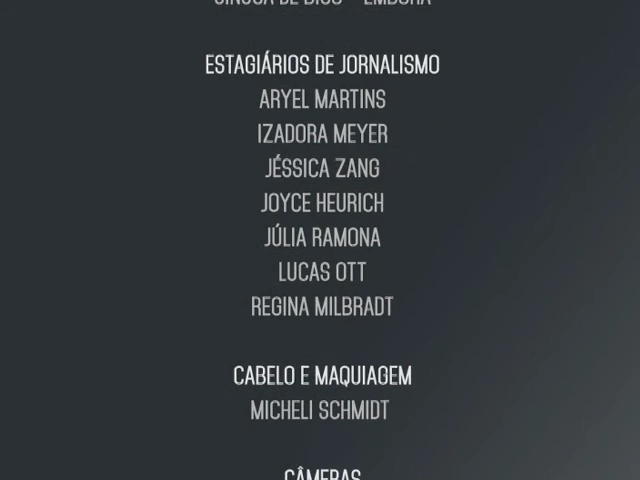 ESTAGIÁRIOS DE JORNALISMO
ARYEL MARTINS
IZADORA MEYER
JÉSSICA ZANG
JOYCE HEURICH
JÚLIA RAMONA
LUCAS OTT
REGINA MILBRADT
CABELO E MAQUIAGEM
MICHELI SCHMIDT
CÂMERAS